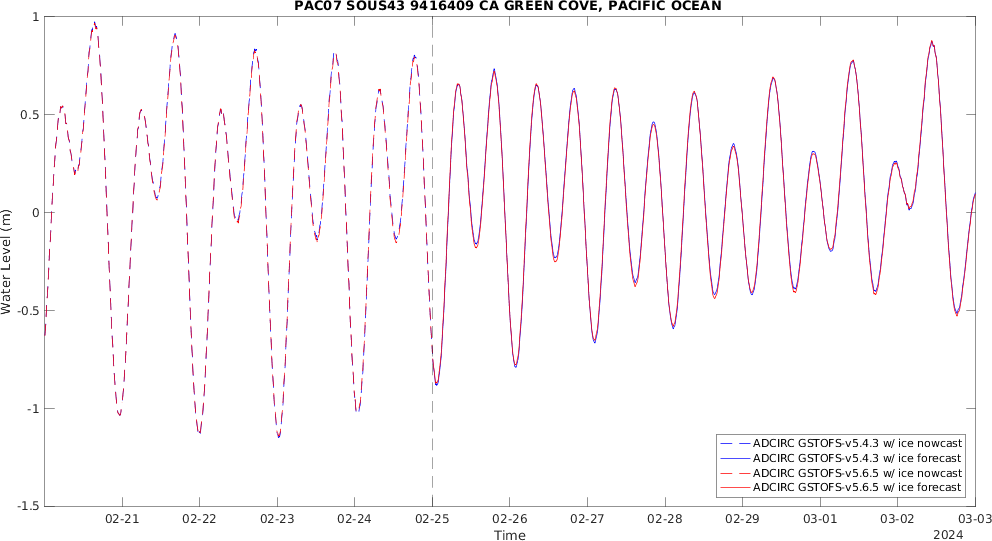 PAC07 SOUS43 9416409 CA GREEN COVE, PACIFIC OCEAN
1
0.5
0
-0.5
-1
-1.5
Water Level (m)
02-21 02-22 02-23 02-24 02-25 02-26 02-27 02-28 02-29 03-01 03-02 03-03
Time
2024
ADCIRC GSTOFS-v5.4.3 w/ ice nowcast
ADCIRC GSTOFS-v5.4.3 w/ ice forecast
ADCIRC GSTOFS-v5.6.5 w/ ice nowcast
ADCIRC GSTOFS-v5.6.5 w/ ice forecast